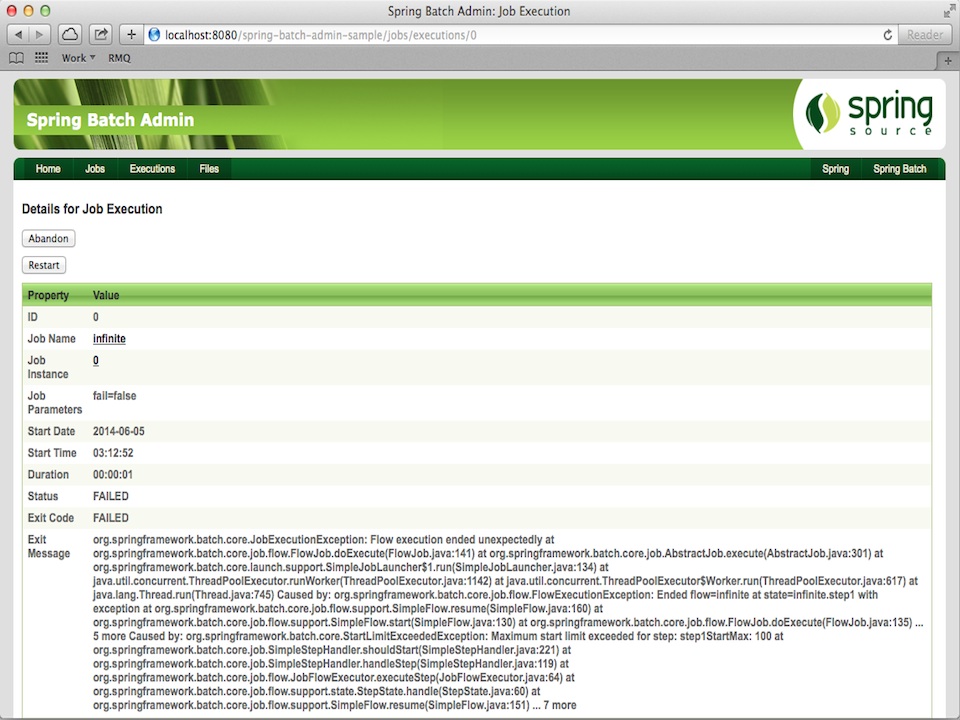 Spring Batch Admin: Job Execution
localhost:8080/spring-batch-admin-sample/jobs/executions/0
Reader
Work
RMQ
Spring Batch Admin
spring
source
Home Jobs Executions Files Spring Spring Batch
Details for Job Execution
Abandon
Restart
Property Value
ID 0
Job Name infinite
Job 0
Instance
Job fail=false
Parameters
Start Date 2014-06-05
Start Time 03:12:52
Duration 00:00:01
Status FAILED
Exit Code FAILED
Exit org.springframework.batch.core.JobExecutionException: Flow execution ended unexpectedly at
Message org.springframework.batch.core.job.flow.FlowJob.doExecute(FlowJob.java:141) at org.springframework.batch.core.job.AbstractJob.execute(AbstractJob.java:301) at
org.springframework.batch.core.launch.support.SimpleJobLauncher$1.run(SimpleJobLauncher.java:134) at
java.util.concurrent.ThreadPoolExecutor.runWorker(ThreadPoolExecutor.java:1142) at java.util.concurrent.ThreadPoolExecutor$Worker.run(ThreadPoolExecutor.java:617) at
java.lang.Thread.run(Thread.java:745) Caused by: org.springframework.batch.core.job.flow.FlowExecutionException: Ended flow=infinite at state=infinite.step1 with
exception at org.springframework.batch.core.job.flow.support.SimpleFlow.resume(SimpleFlow.java:160) at
org.springframework.batch.core.job.flow.support.SimpleFlow.start(SimpleFlow.java:130) at org.springframework.batch.core.job.flow.FlowJob.doExecute(FlowJob.java:135) ...
5 more Caused by: org.springframework.batch.core.StartLimitExceededException: Maximum start limit exceeded for step: step1StartMax: 100 at
org.springframework.batch.core.job.SimpleStepHandler.shouldStart(SimpleStepHandler.java:221) at
org.springframework.batch.core.job.SimpleStepHandler.handleStep(SimpleStepHandler.java:119) at
org.springframework.batch.core.job.flow.JobFlowExecutor.executeStep(JobFlowExecutor.java:64) at
org.springframework.batch.core.job.flow.support.state.StepState.handle(StepState.java:60) at
org.springframework.batch.core.job.flow.support.SimpleFlow.resume(SimpleFlow.java:151) ... 7 more